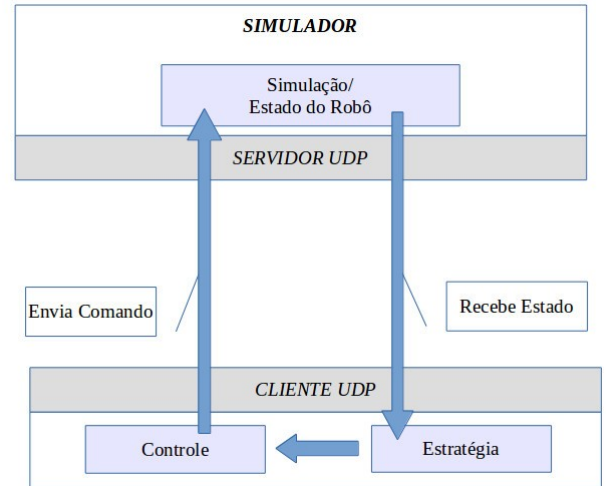 SIMULADOR
Simulação/
Estado do Robô
SERVIDOR UDP
Envia Comando
Recebe Estado
CLIENTE UDP
Controle
Estratégia